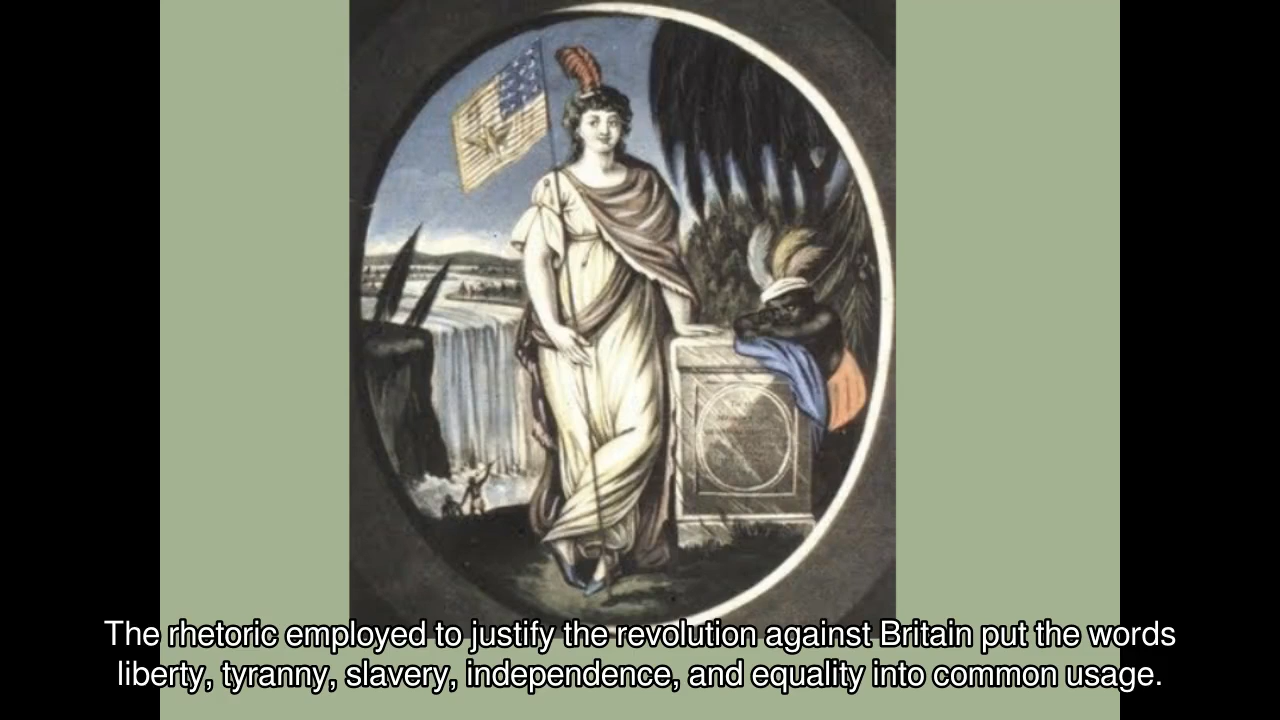 The rhetoric employed to justify the revolution against Britain put the words
liberty, tyranny, slavery, independence, and equality into common usage.